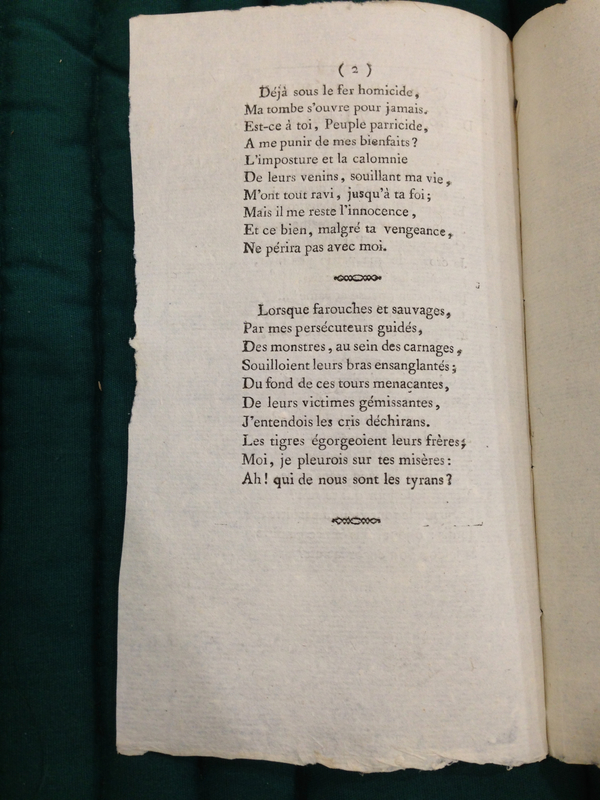 ( 2 )
Déjà sous le fer homicide,
Ma tombe s'ouvre pour jamais.
Est-ce à toi, Peuple parricide,
A me punir de mes bienfaits?
L'imposture et la calomnie
De leurs venins, souillant ma vie,
M'ont tout ravi, jusqu'à ta foi;
Mais il me reste l'innocence,
Et ce bien, malgré ta vengeance,
Ne périra pas avec moi.
Lorsque farouches et sauvages,
Par mes persécuteurs guidés,
Des monstres, au sein des carnages,
Souilloient leurs bras ensanglantés;
Du fond de ces tours menaçantes,
De leurs victimes gémissantes,
J'entendois les cris déchirans.
Les tigres égorgeoient leurs frères;
Moi, je pleurois sur tes misères:
Ah! qui de nous sont les tyrans?